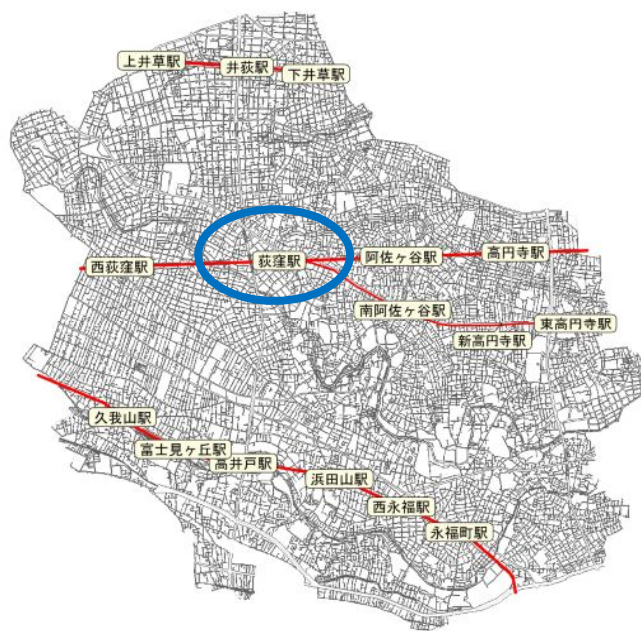 上井草駅
井荻駅
下井草駅
西荻窪駅
荻窪駅
阿佐ヶ谷駅
高円寺駅
南阿佐ヶ谷駅
新高円寺駅
東高円寺駅
久我山駅
富士見ヶ丘駅
高井戸駅
浜田山駅
西永福駅
永福町駅